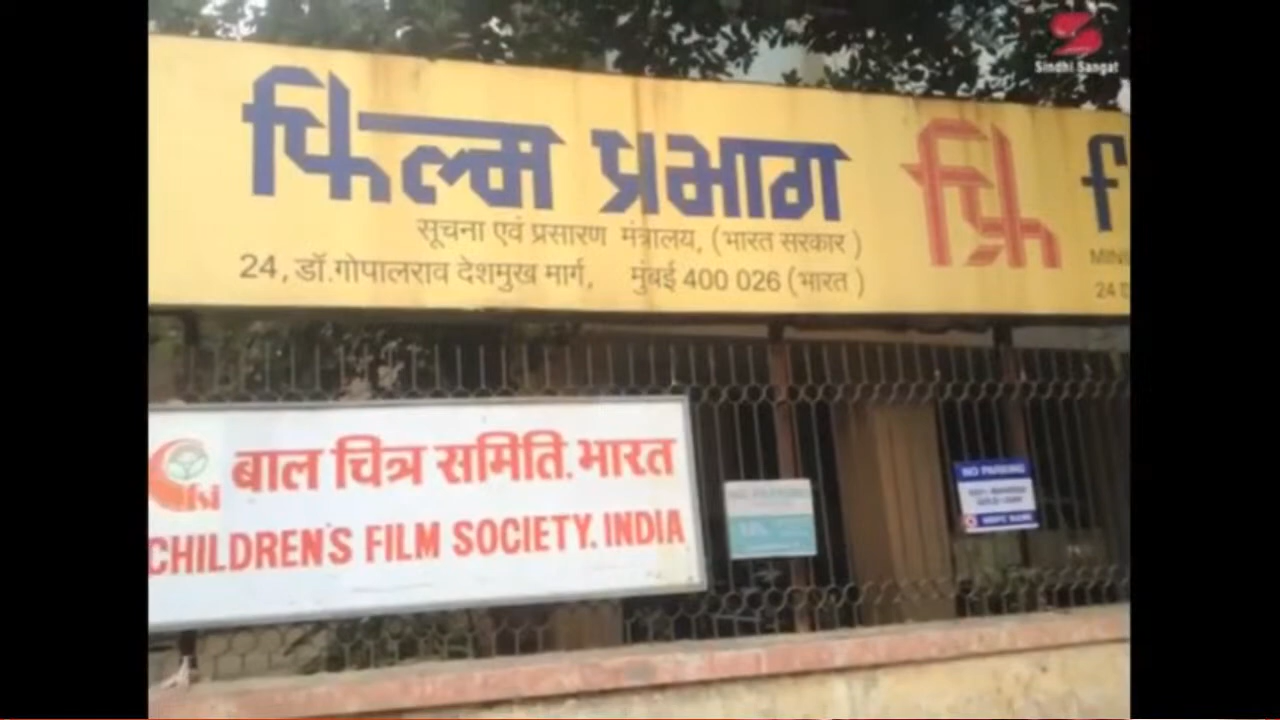 Sindhi Sangat
फिल्म प्रभाग
सूचना एवं प्रसारण मंत्रालय, (भारत सरकार)
24, डॉ.गोपालराव देशमुख मार्ग, मुंबई 400 026 (भारत)
फि
24
बाल चित्र समिति. भारत
CHILDREN'S FILM SOCIETY. INDIA
NO PARKING